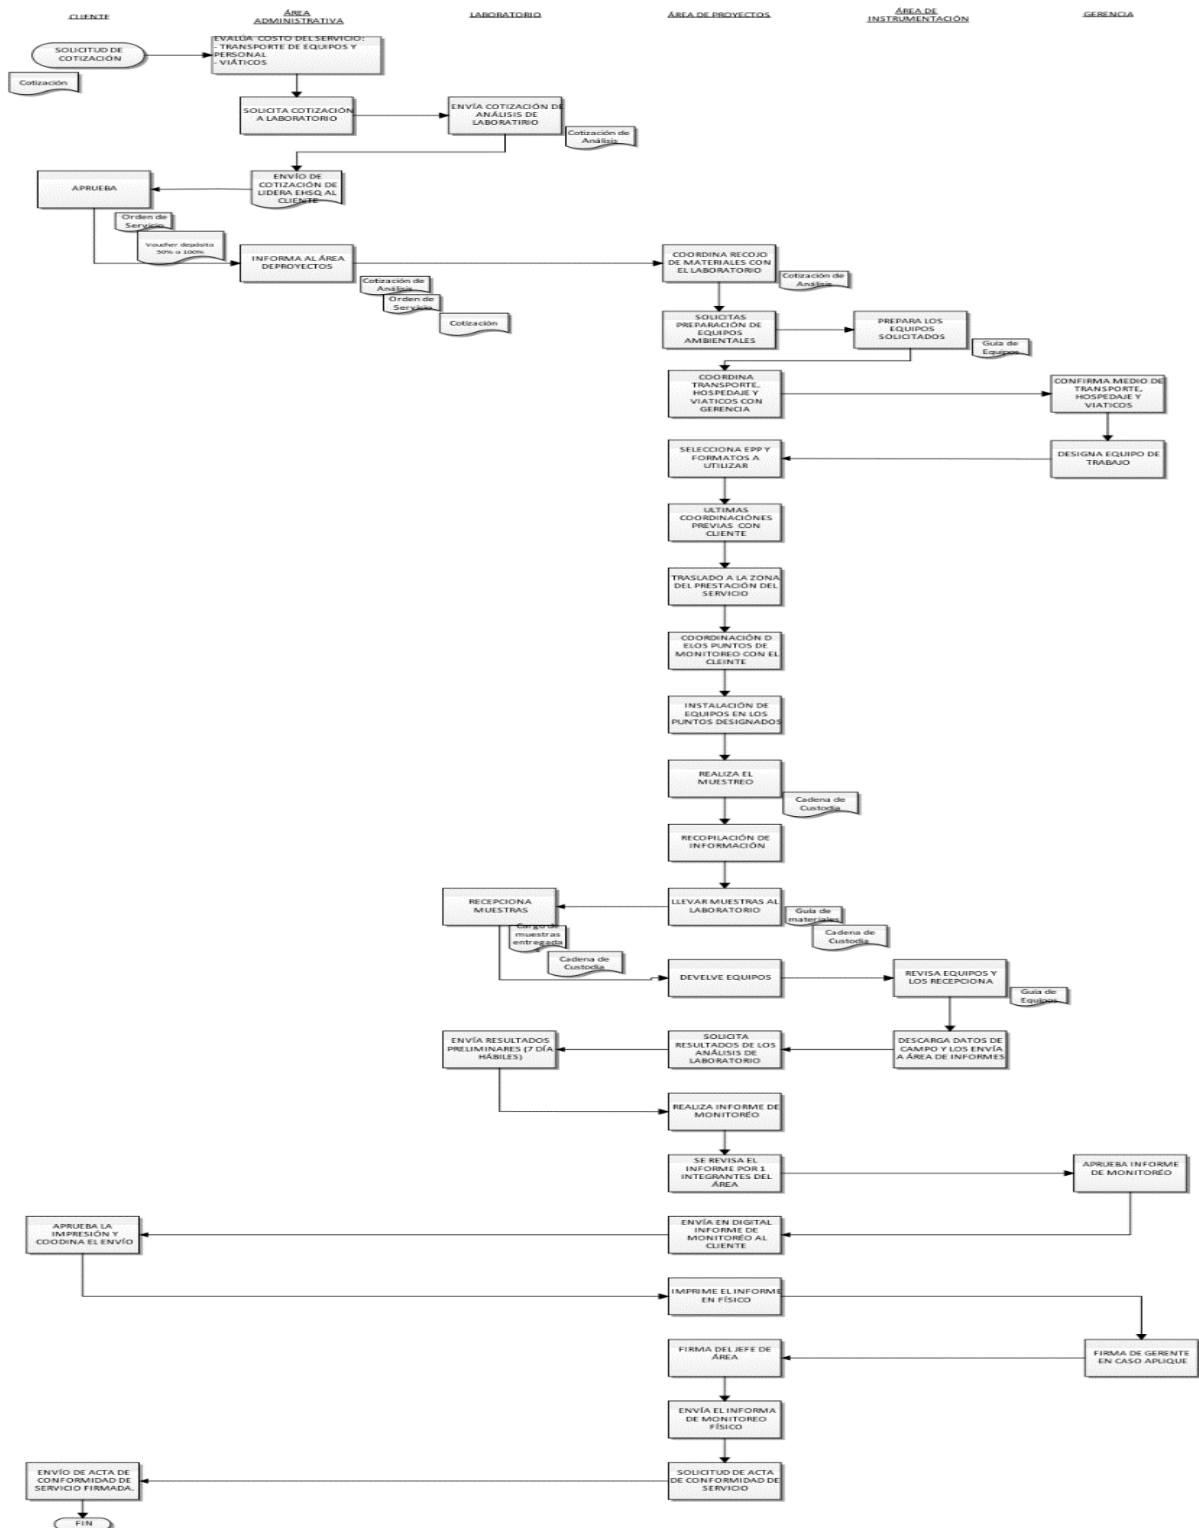 CLIENTE
ÁREA
ADMINISTRATIVA
LABORATORIO
ÁREA DE PROYECTOS
ÁREA DE
INSTRUMENTACIÓN
GERENCIA
SOLICITUD DE
COTIZACIÓN
Cotización
EVALÚA COSTO DEL SERVICIO:
- TRANSPORTE DE EQUIPOS Y
PERSONAL
- VIÁTICOS
SOLICITA COTIZACIÓN
A LABORATORIO
ENVÍA COTIZACIÓN DE
ANÁLISIS DE
LABORATIRIO
Cotización de
Análisis
ENVÍO DE
COTIZACIÓN DE
LIDERA EHSQ AL
CLIENTE
APRUEBA
Orden de
Servicio
Voucher depósito
50% o 100%
INFORMA AL ÁREA
DEPROYECTOS
Cotización de
Análisis
Orden de
Servicio
Cotización
COORDINA RECOJO
DE MATERIALES CON
EL LABORATORIO
Cotización de
Análisis
SOLICITAS
PREPARACIÓN DE
EQUIPOS
AMBIENTALES
PREPARA LOS
EQUIPOS
SOLICITADOS
Guía de
Equipos
COORDINA
TRANSPORTE,
HOSPEDAJE Y
VIATICOS CON
GERENCIA
CONFIRMA MEDIO DE
TRANSPORTE,
HOSPEDAJE Y
VIATICOS
SELECCIONA EPP Y
FORMATOS A
UTILIZAR
DESIGNA EQUIPO DE
TRABAJO
ULTIMAS
COORDINACIÓNES
PREVIAS CON
CLIENTE
TRASLADO A LA ZONA
DEL PRESTACIÓN DEL
SERVICIO
COORDINACIÓN D
ELOS PUNTOS DE
MONITOREO CON EL
CLEINTE
INSTALACIÓN DE
EQUIPOS EN LOS
PUNTOS DESIGNADOS
REALIZA EL
MUESTREO
Cadena de
Custodia
RECOPILACIÓN DE
INFORMACIÓN
RECEPCIONA
MUESTRAS
Cargo de
muestras
entregada
Cadena de
Custodia
LLEVAR MUESTRAS AL
LABORATORIO
Guía de
materiales
Cadena de
Custodia
DEVELVE EQUIPOS
REVISA EQUIPOS Y
LOS RECEPCIONA
Guía de
Equipos
ENVÍA RESULTADOS
PRELIMINARES (7 DÍA
HÁBILES)
SOLICITA
RESULTADOS DE LOS
ANÁLISIS DE
LABORATORIO
DESCARGA DATOS DE
CAMPO Y LOS ENVÍA
A ÁREA DE INFORMES
REALIZA INFORME DE
MONITORÉO
SE REVISA EL
INFORME POR 1
INTEGRANTES DEL
ÁREA
APRUEBA INFORME
DE MONITORÉO
APRUEBA LA
IMPRESIÓN Y
COODINA EL ENVÍO
ENVÍA EN DIGITAL
INFORME DE
MONITORÉO AL
CLIENTE
IMPRIME EL INFORME
EN FÍSICO
FIRMA DEL JEFE DE
ÁREA
FIRMA DE GERENTE
EN CASO APLIQUE
ENVÍA EL INFORMA
DE MONITOREO
FÍSICO
ENVÍO DE ACTA DE
CONFORMIDAD DE
SERVICIO FIRMADA.
SOLICITUD DE ACTA
DE CONFORMIDAD DE
SERVICIO
FIN